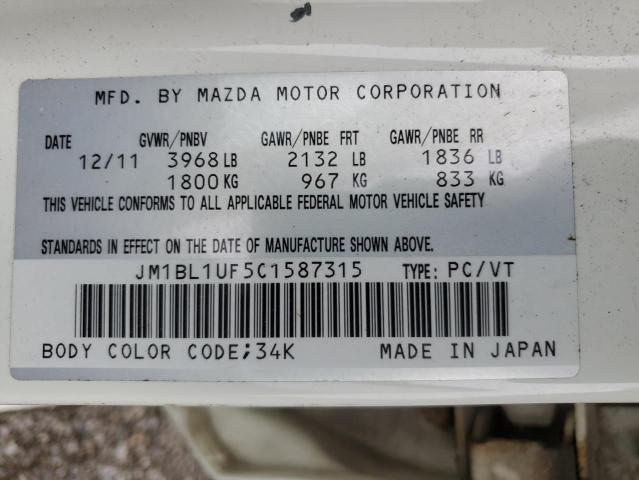 MFD. BY MAZDA MOTOR CORPORATION
DATE GVWR/PNBV GAWR/PNBE FRT GAWR/PNBE RR
12/11 3968 LB 2132 LB 1836 LB
1800 KG 967 KG 833 KG
THIS VEHICLE CONFORMS TO ALL APPLICABLE FEDERAL MOTOR VEHICLE SAFETY
STANDARDS IN EFFECT ON THE DATE OF MANUFACTURE SHOWN ABOVE.
JM1BL1UF5C1587315 TYPE: PC/VT
BODY COLOR CODE;34K MADE IN JAPAN